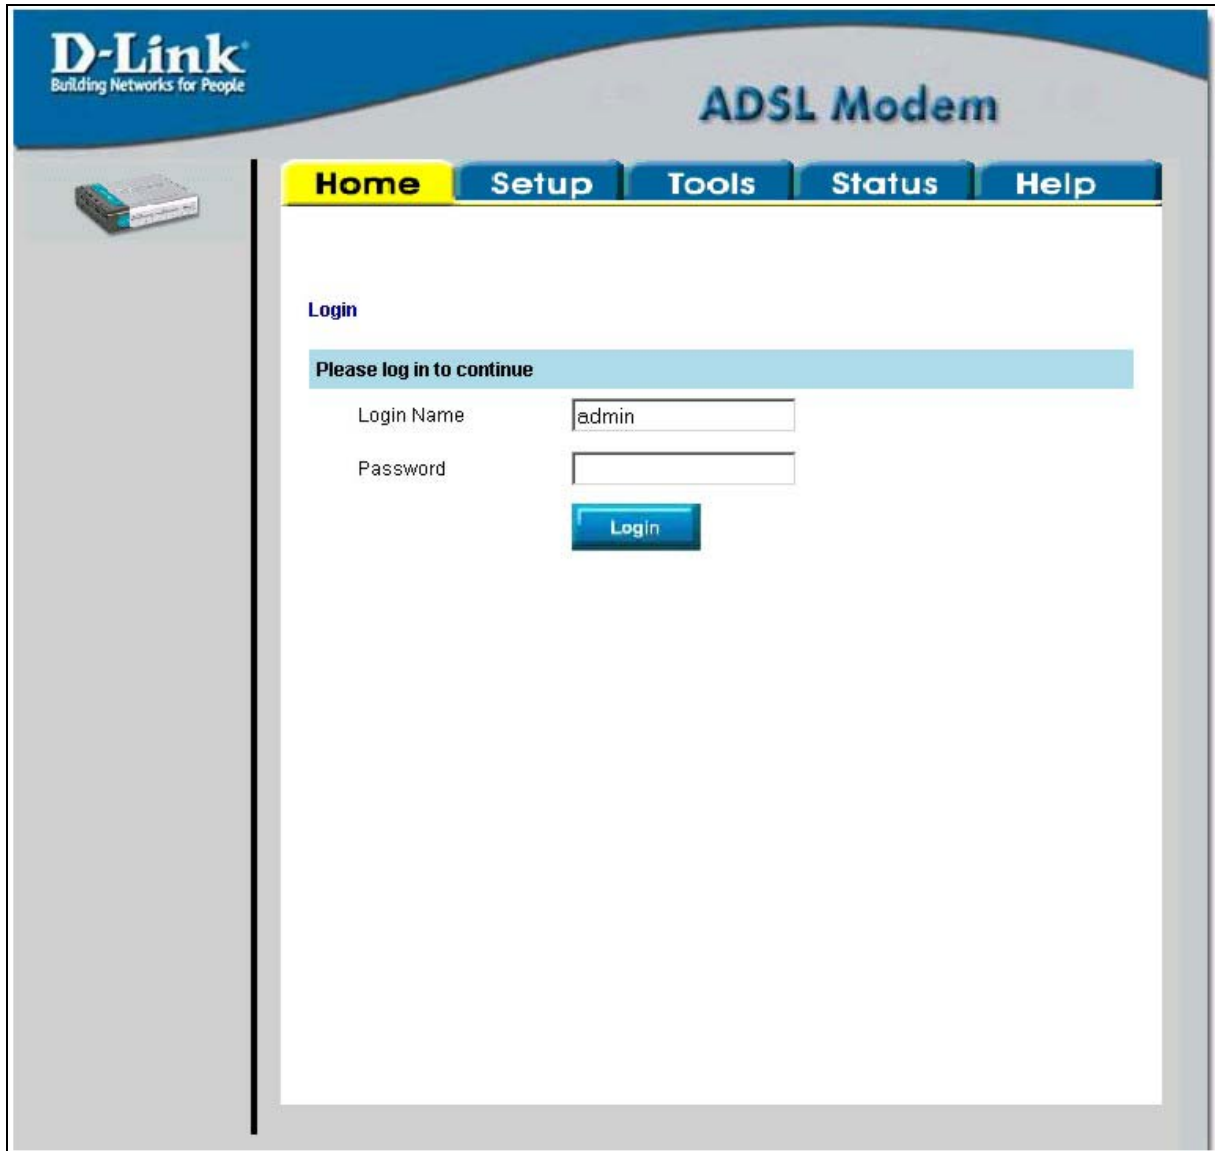 D-Link
Building Networks for People
ADSL Modem
Home Setup Tools Status Help
Login
Please log in to continue
Login Name admin
Password
Login